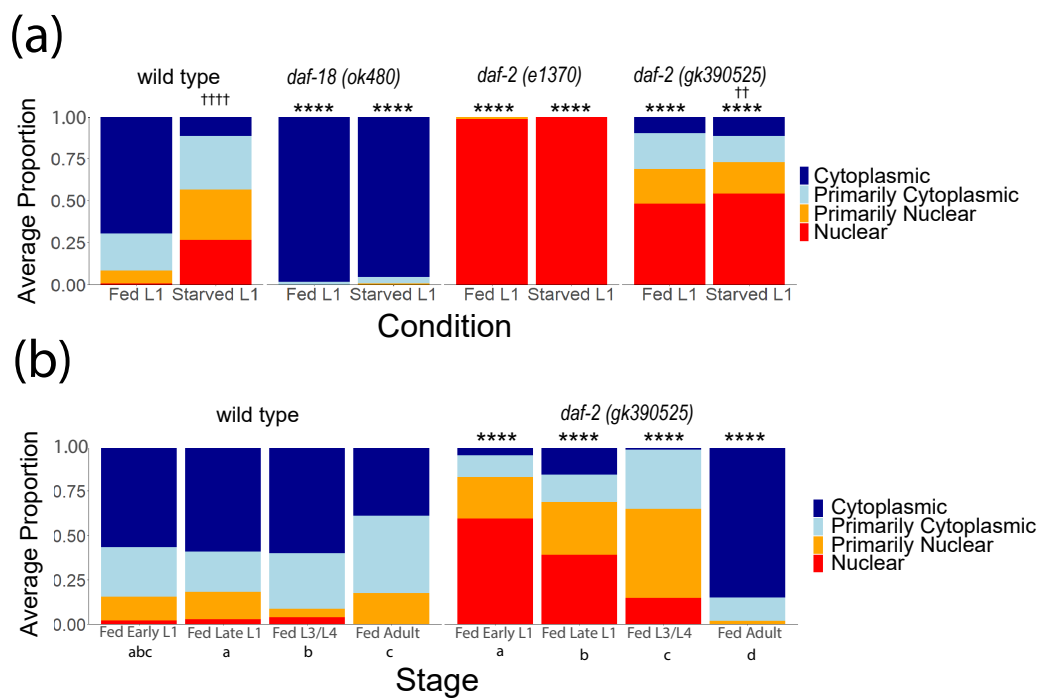 (a)
wild type
daf-18 (ok480)
daf-2 (e1370)
daf-2 (gk390525)
††††
****
****
****
****
****
††
****
Average Proportion
1.00
0.75
0.50
0.25
0.00
Fed L1
Starved L1
Fed L1
Starved L1
Fed L1
Starved L1
Fed L1
Starved L1
Condition
Cytoplasmic
Primarily Cytoplasmic
Primarily Nuclear
Nuclear
(b)
wild type
daf-2 (gk390525)
****
****
****
****
Average Proportion
1.00
0.75
0.50
0.25
0.00
Fed Early L1
Fed Late L1
Fed L3/L4
Fed Adult
Fed Early L1
Fed Late L1
Fed L3/L4
Fed Adult
abc
a
b
c
a
b
c
d
Stage
Cytoplasmic
Primarily Cytoplasmic
Primarily Nuclear
Nuclear